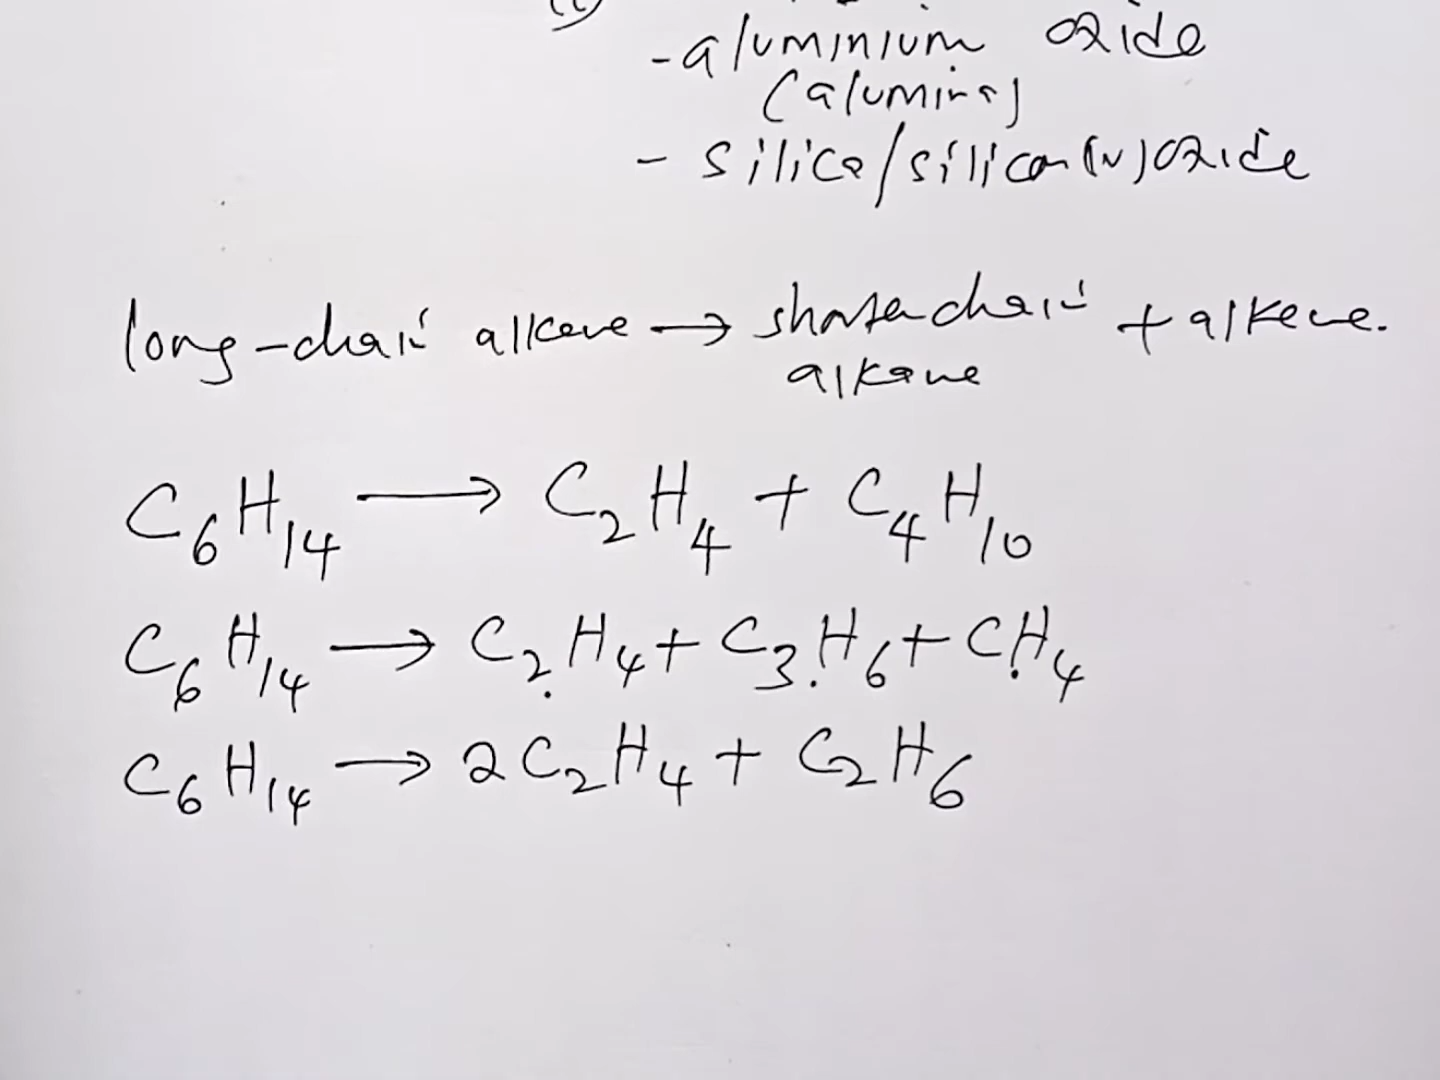 - aluminium oxide
(alumina)
- silica/silicon(iv)oxide
long-chain alkene → shorter chain + alkene.
alkane
C₆H₁₄ → C₂H₄ + C₄H₁₀
C₆H₁₄ → C₂H₄ + C₃H₆ + CH₄
C₆H₁₄ → 2C₂H₄ + C₂H₆